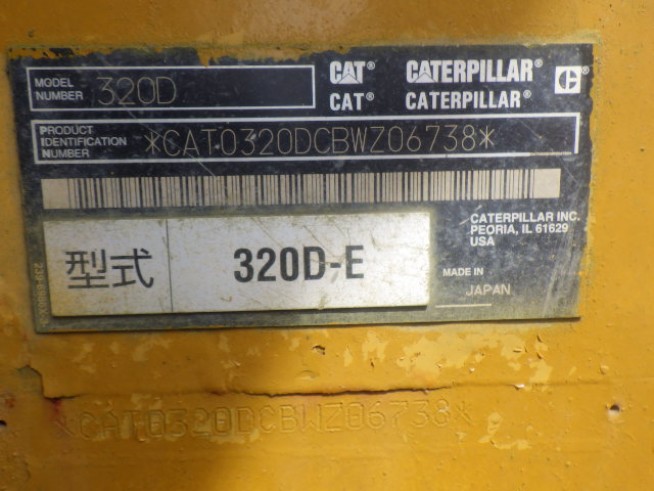 MODEL NUMBER 320D
CAT® CATERPILLAR®
CAT® CATERPILLAR®
PRODUCT IDENTIFICATION NUMBER *CAT0320DCBWZ06738*
CATERPILLAR INC.
PEORIA, IL 61629
USA
型式 320D-E
MADE IN
JAPAN
*CAT0320DCBWZ06738*